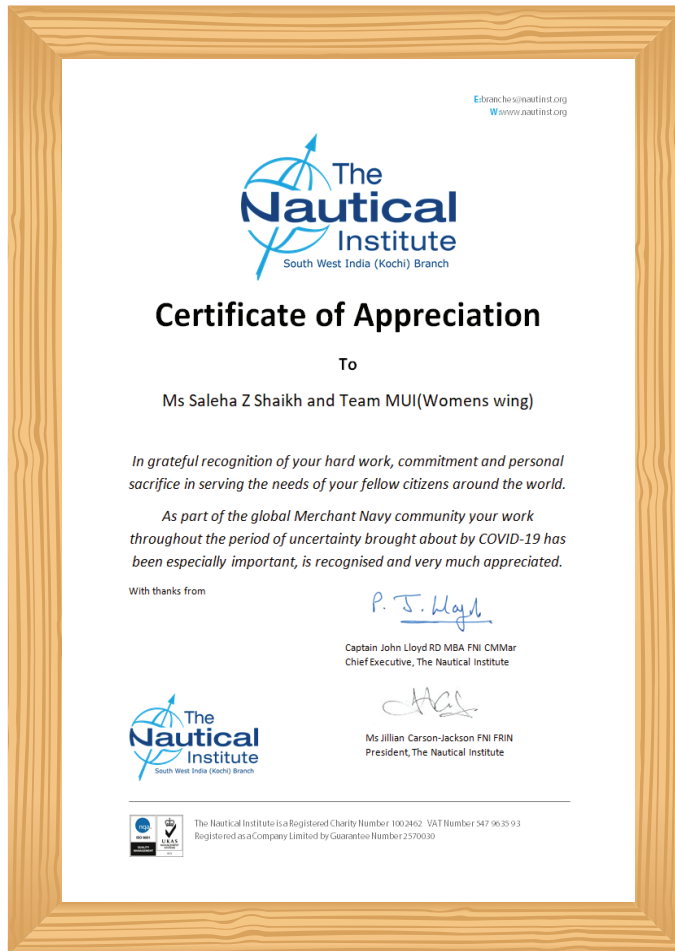 E:branches@nautinst.org
W:www.nautinst.org
The
Nautical
Institute
South West India (Kochi) Branch
Certificate of Appreciation
To
Ms Saleha Z Shaikh and Team MUI(Womens wing)
In grateful recognition of your hard work, commitment and personal
sacrifice in serving the needs of your fellow citizens around the world.
As part of the global Merchant Navy community your work
throughout the period of uncertainty brought about by COVID-19 has
been especially important, is recognised and very much appreciated.
With thanks from
P. J. Lloyd
Captain John Lloyd RD MBA FNI CMMar
Chief Executive, The Nautical Institute
Ms Jillian Carson-Jackson FNI FRIN
President, The Nautical Institute
The
Nautical
Institute
South West India (Kochi) Branch
nqa
ISO 9001
QUALITY
MANAGEMENT
UKAS
The Nautical Institute is a Registered Charity Number 1002462 VAT Number 547 9635 93
Registered as a Company Limited by Guarantee Number 2570030